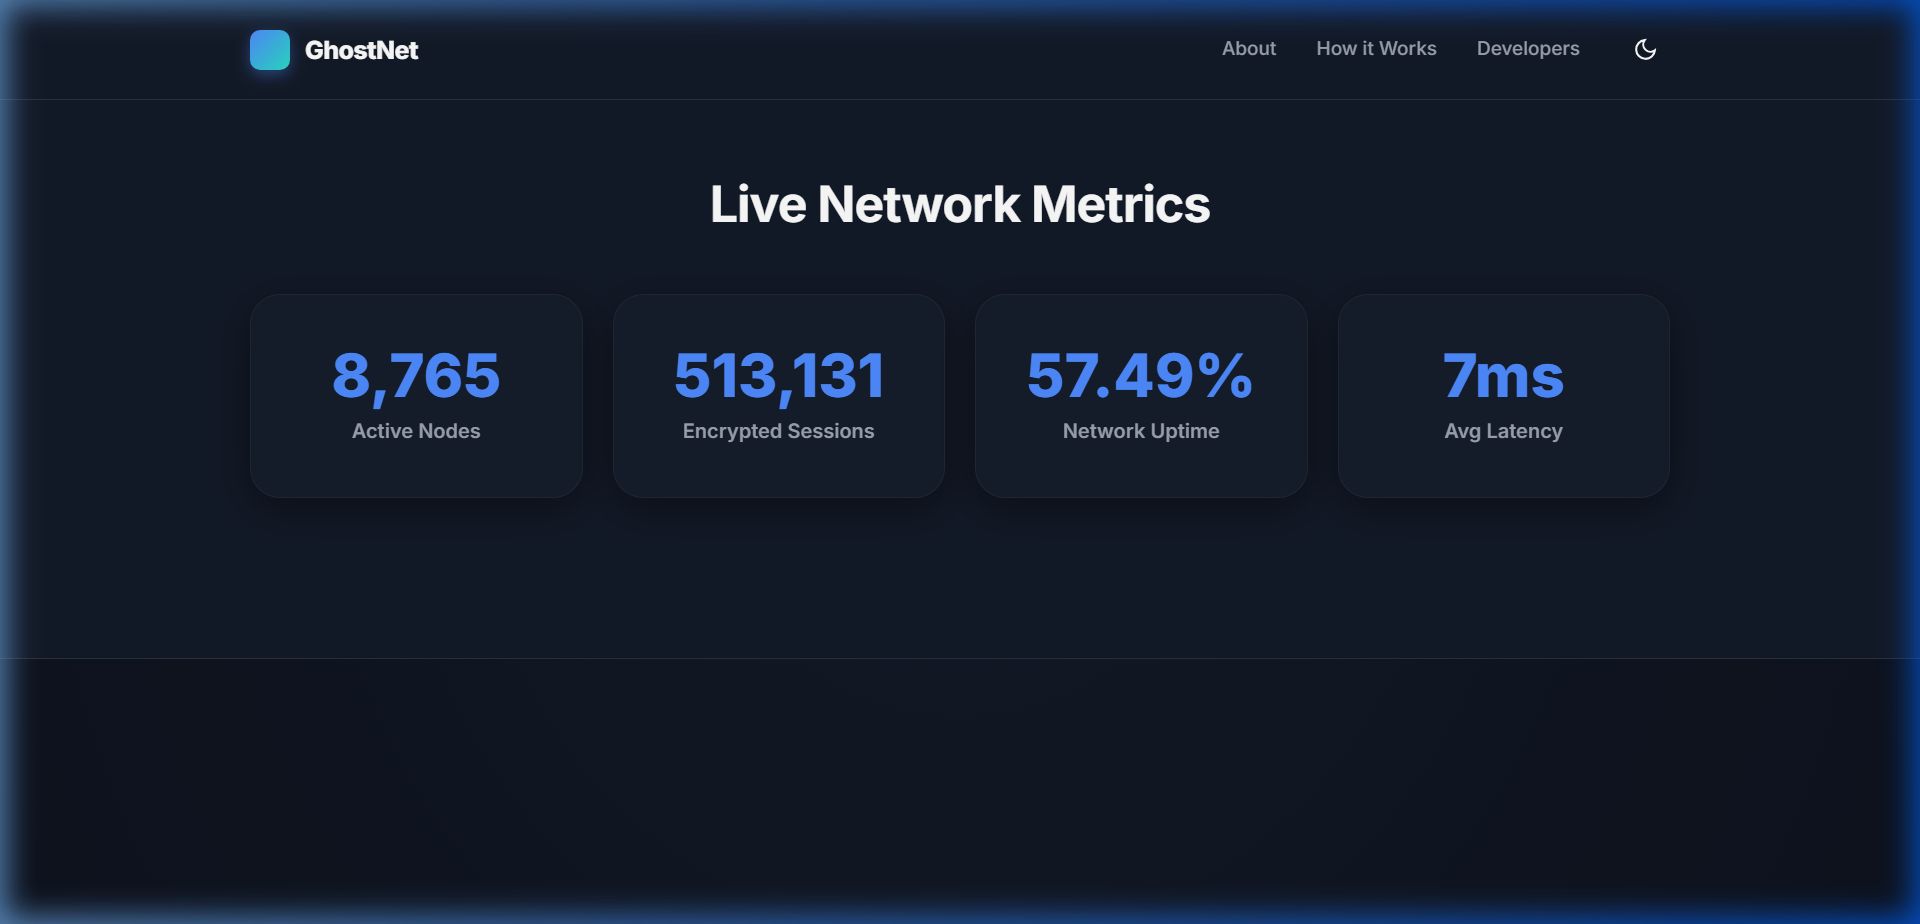 GhostNet
About
How it Works
Developers
Live Network Metrics
8,765
Active Nodes
513,131
Encrypted Sessions
57.49%
Network Uptime
7ms
Avg Latency